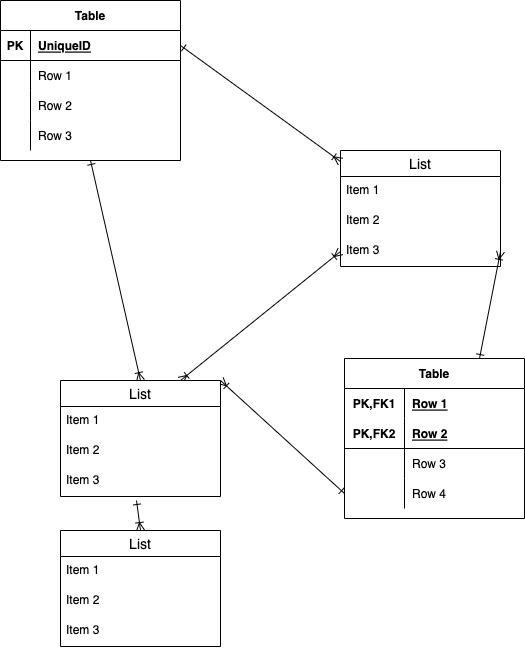 Table
PK UniqueID
Row 1
Row 2
Row 3
List
Item 1
Item 2
Item 3
Table
PK,FK1 Row 1
PK,FK2 Row 2
Row 3
Row 4
List
Item 1
Item 2
Item 3
List
Item 1
Item 2
Item 3